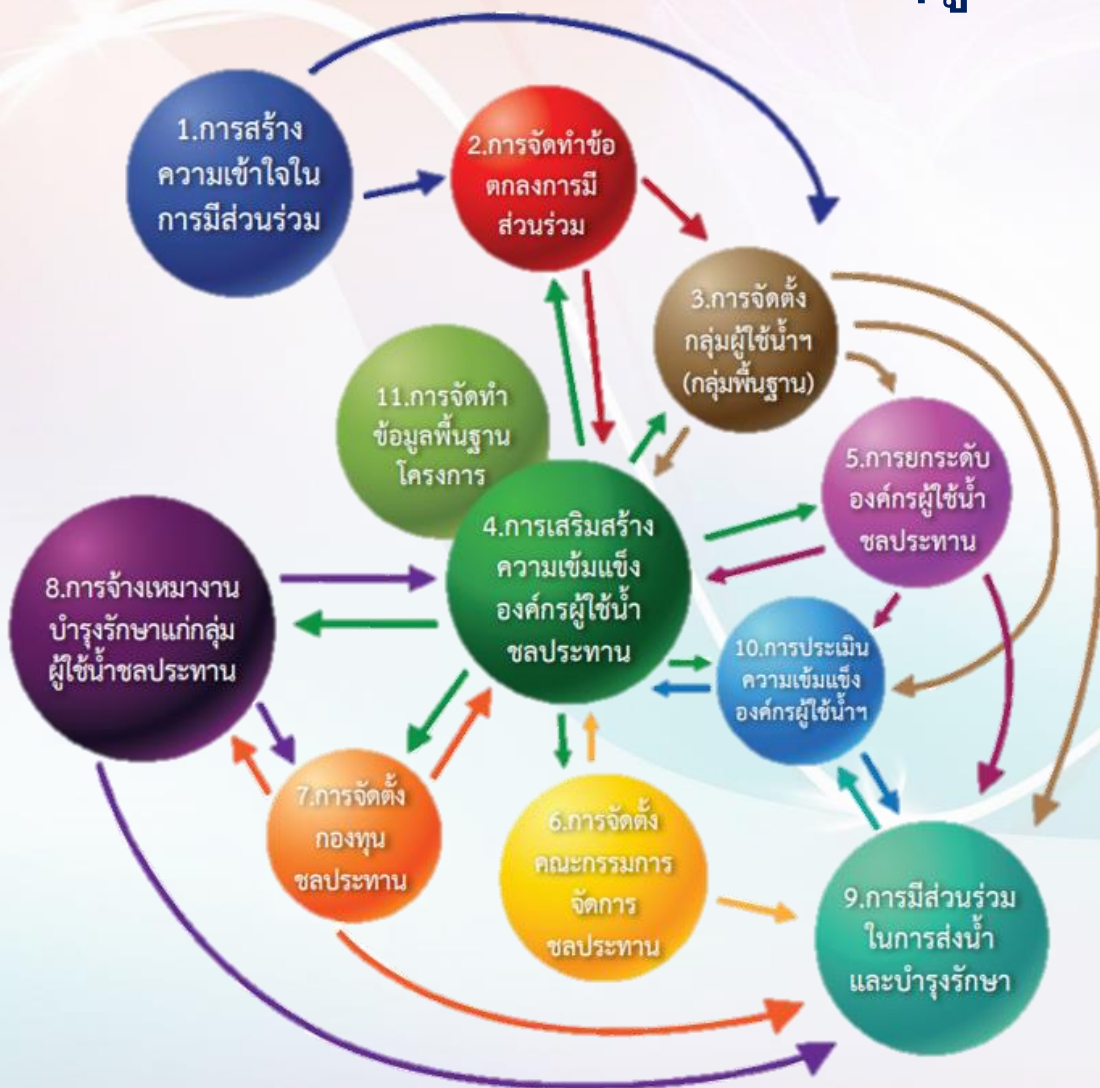 1.การสร้าง
ความเข้าใจใน
การมีส่วนร่วม
2.การจัดทำข้อ
ตกลงการมี
ส่วนร่วม
3.การจัดตั้ง
กลุ่มผู้ใช้น้ำฯ
(กลุ่มพื้นฐาน)
11.การจัดทำ
ข้อมูลพื้นฐาน
โครงการ
4.การเสริมสร้าง
ความเข้มแข็ง
องค์กรผู้ใช้น้ำ
ชลประทาน
5.การยกระดับ
องค์กรผู้ใช้น้ำ
ชลประทาน
8.การจ้างเหมางาน
บำรุงรักษาแก่กลุ่ม
ผู้ใช้น้ำชลประทาน
10.การประเมิน
ความเข้มแข็ง
องค์กรผู้ใช้น้ำฯ
7.การจัดตั้ง
กองทุน
ชลประทาน
6.การจัดตั้ง
คณะกรรมการ
จัดการ
ชลประทาน
9.การมีส่วนร่วม
ในการส่งน้ำ
และบำรุงรักษา